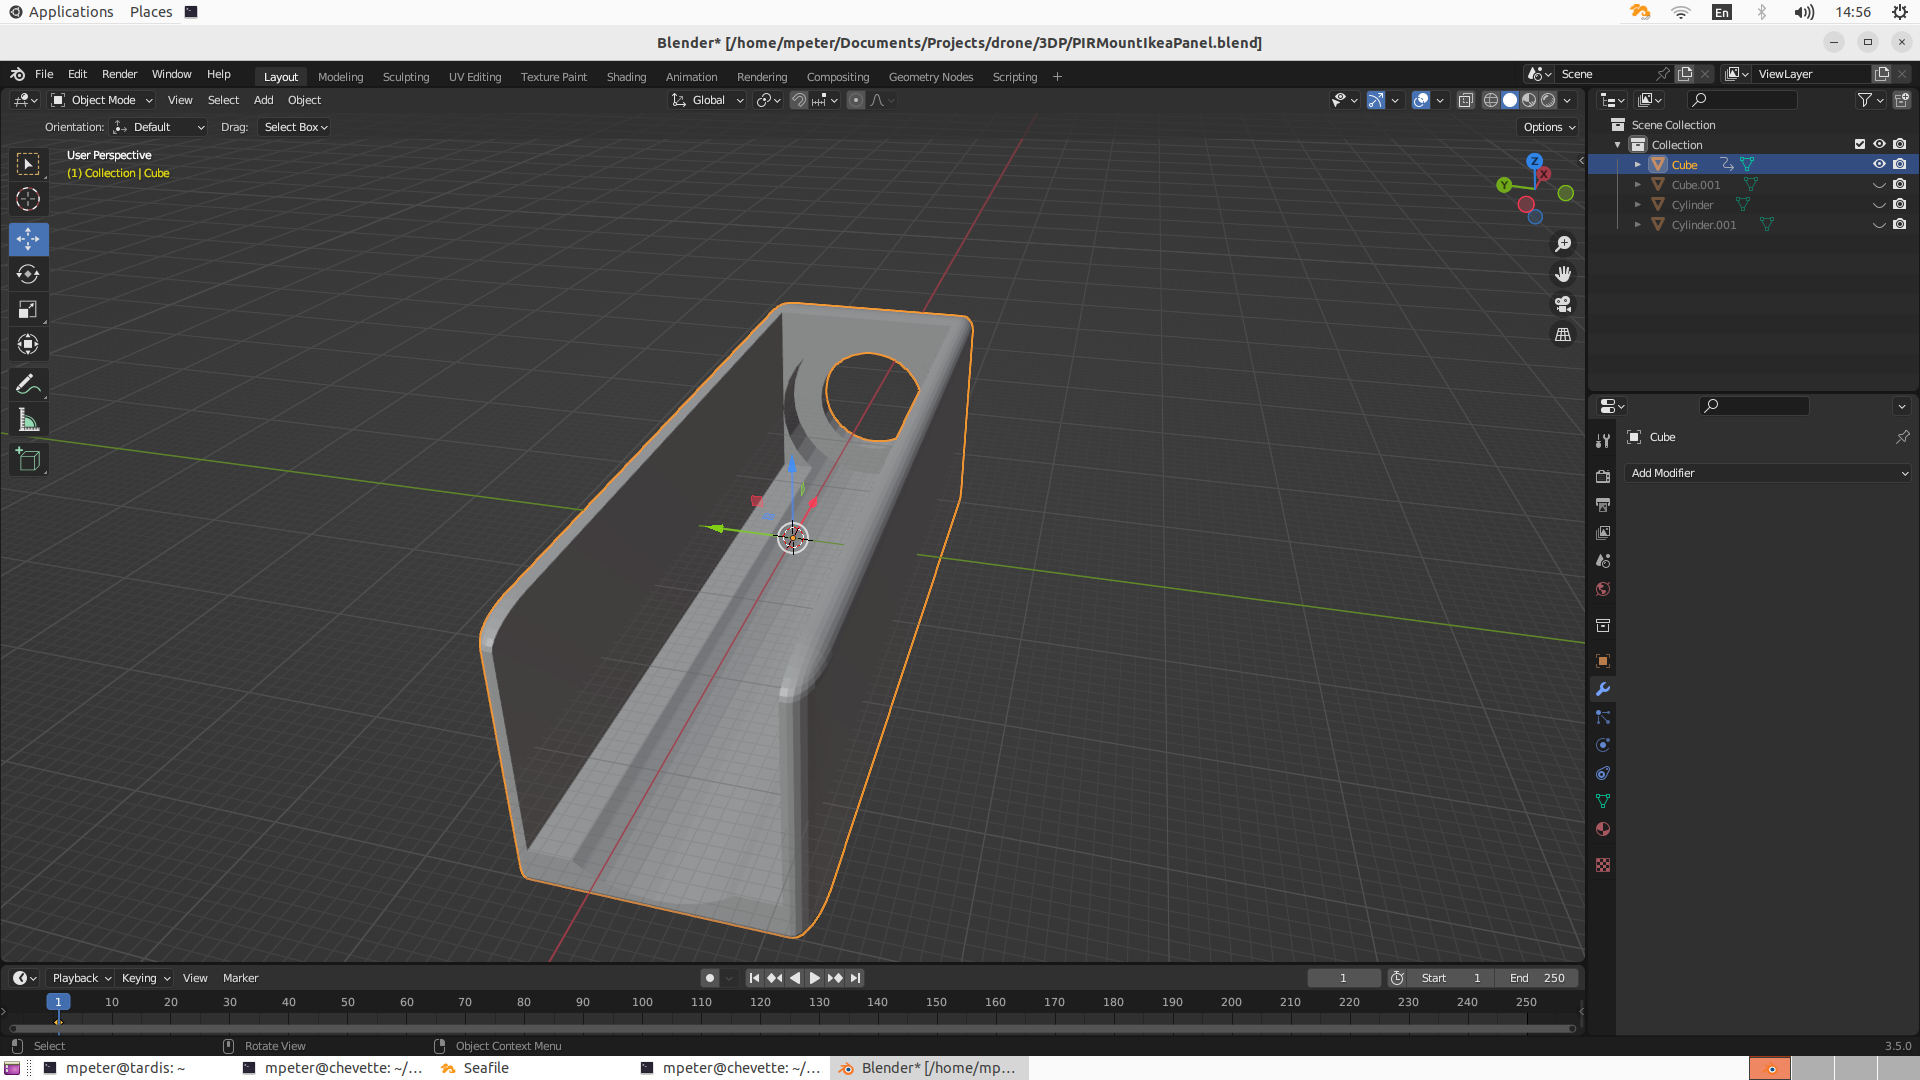 Applications Places En 14:56
Blender* [/home/mpeter/Documents/Projects/drone/3DP/PIRMountIkeaPanel.blend]
File Edit Render Window Help Layout Modeling Sculpting UV Editing Texture Paint Shading Animation Rendering Compositing Geometry Nodes Scripting + Scene ViewLayer
Object Mode View Select Add Object Global
Orientation: Default Drag: Select Box Options
User Perspective
(1) Collection | Cube
Z
X
Y
Scene Collection
Collection
Cube
Cube.001
Cylinder
Cylinder.001
Cube
Add Modifier
Playback Keying View Marker 1 Start 1 End 250
1 10 20 30 40 50 60 70 80 90 100 110 120 130 140 150 160 170 180 190 200 210 220 230 240 250
Select Rotate View Object Context Menu 3.5.0
mpeter@tardis: ~ mpeter@chevette: ~/... Seafile mpeter@chevette: ~/... Blender* [/home/mp...